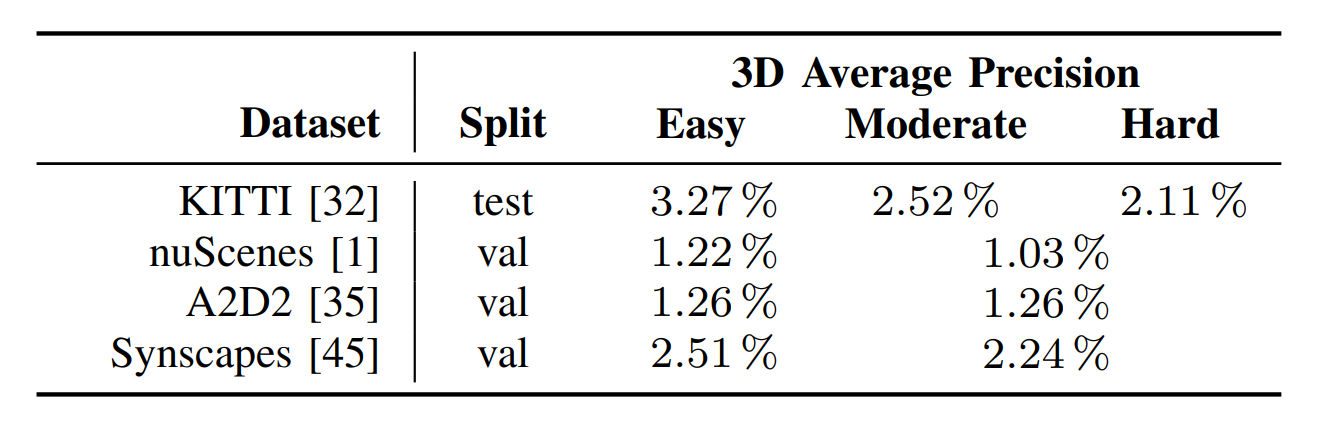 3D Average Precision
Dataset Split Easy Moderate Hard
KITTI [32] test 3.27 % 2.52 % 2.11 %
nuScenes [1] val 1.22 % 1.03 %
A2D2 [35] val 1.26 % 1.26 %
Synscapes [45] val 2.51 % 2.24 %